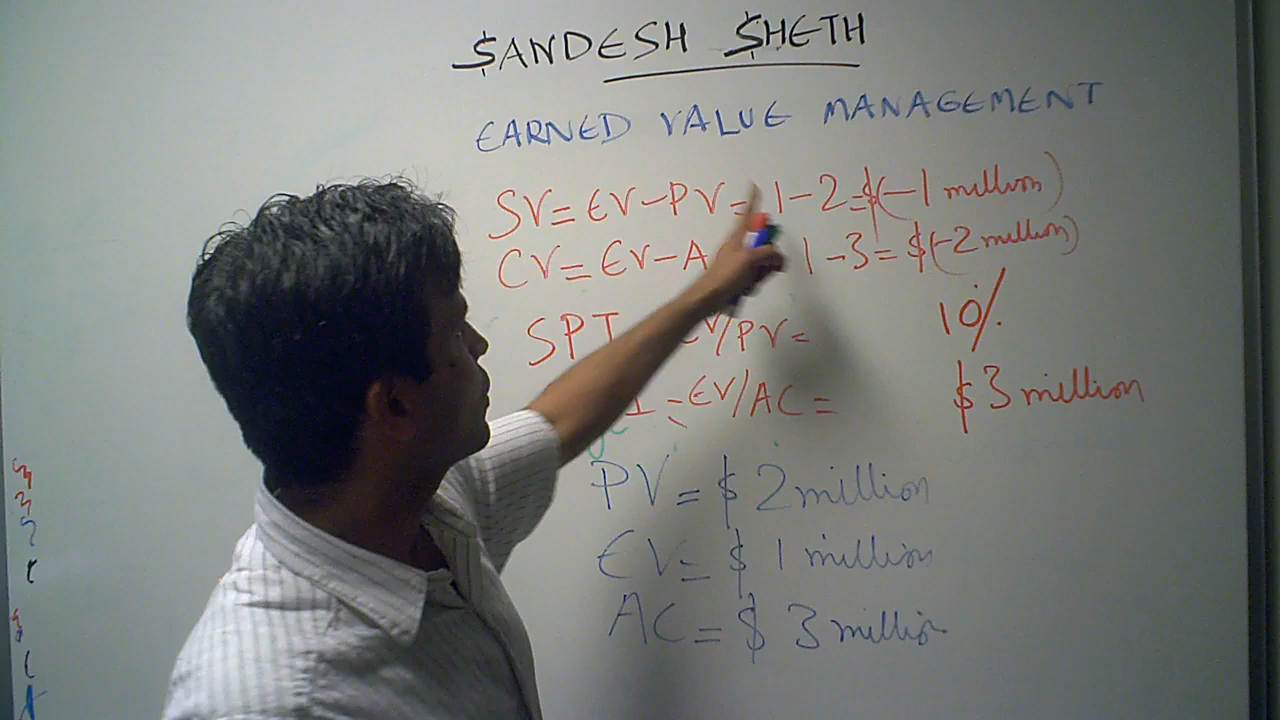 $ANDESH $HETH
EARNED VALUE MANAGEMENT
SV = EV - PV = 1 - 2 = $(-1 million)
CV = EV - A 1 - 3 = $(-2 million)
SPI EV/PV =
10%
I = EV/AC =
$3 million
PV = $2 million
EV = $1 million
AC = $3 million